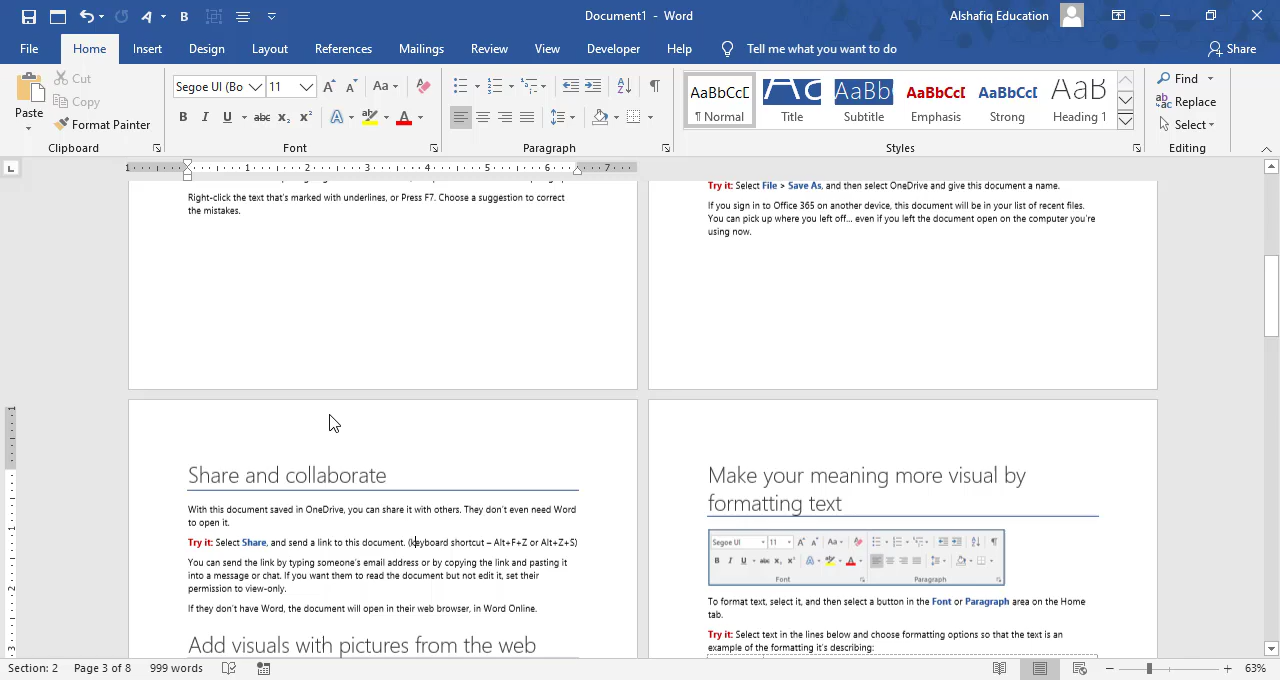 Document1 - Word
Alshafiq Education
File Home Insert Design Layout References Mailings Review View Developer Help Tell me what you want to do Share
Paste
Cut
Copy
Format Painter
Clipboard
Segoe UI (Bo 11
Font
Paragraph
AaBbCcD AaB AaBbCcD AaBbCcD AaB
¶ Normal Title Subtitle Emphasis Strong Heading 1
Styles
Find
Replace
Select
Editing
Right-click the text that's marked with underlines, or Press F7. Choose a suggestion to correct
the mistakes.
Try it: Select File > Save As, and then select OneDrive and give this document a name.
If you sign in to Office 365 on another device, this document will be in your list of recent files.
You can pick up where you left off... even if you left the document open on the computer you're
using now.
Share and collaborate
With this document saved in OneDrive, you can share it with others. They don't even need Word
to open it.
Try it: Select Share, and send a link to this document. (keyboard shortcut – Alt+F+Z or Alt+Z+S)
You can send the link by typing someone's email address or by copying the link and pasting it
into a message or chat. If you want them to read the document but not edit it, set their
permission to view-only.
If they don't have Word, the document will open in their web browser, in Word Online.
Add visuals with pictures from the web
Make your meaning more visual by
formatting text
Segoe UI 11
Font Paragraph
To format text, select it, and then select a button in the Font or Paragraph area on the Home
tab.
Try it: Select text in the lines below and choose formatting options so that the text is an
example of the formatting it's describing:
Section: 2 Page 3 of 8 999 words 63%